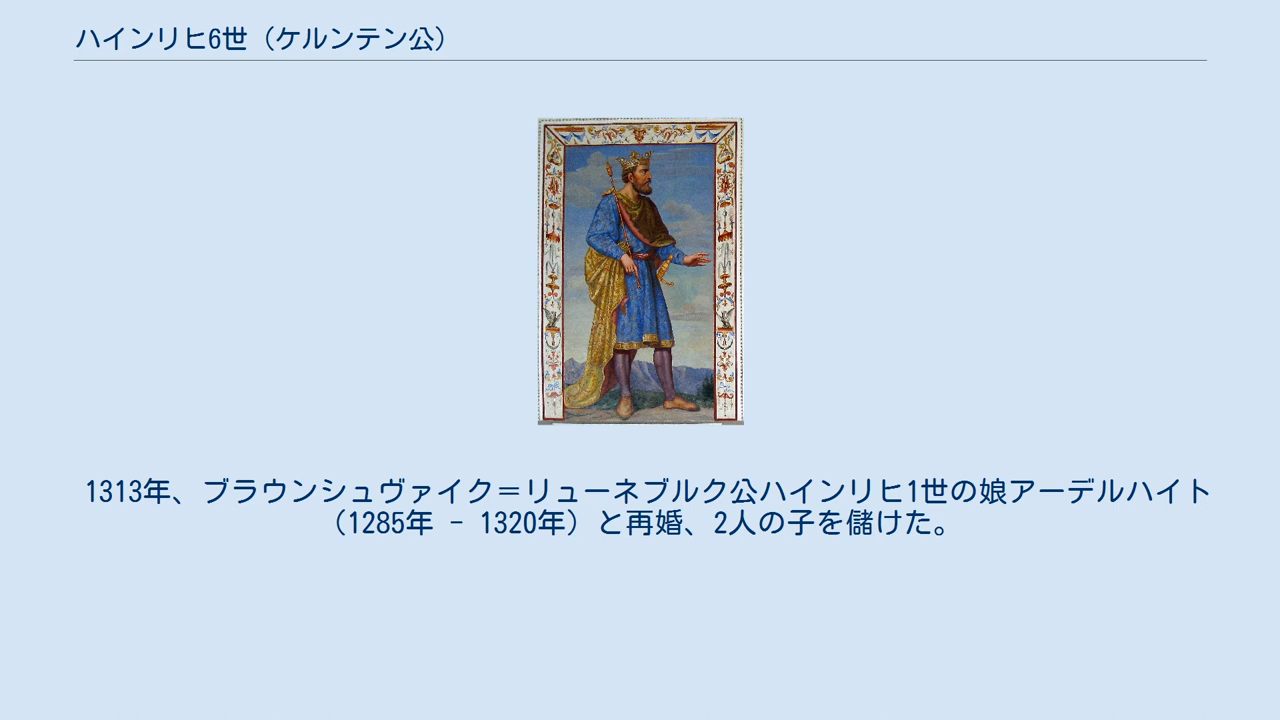 ハインリヒ6世（ケルンテン公）
1313年、ブラウンシュヴァイク＝リューネブルク公ハインリヒ1世の娘アーデルハイト
（1285年 - 1320年）と再婚、2人の子を儲けた。